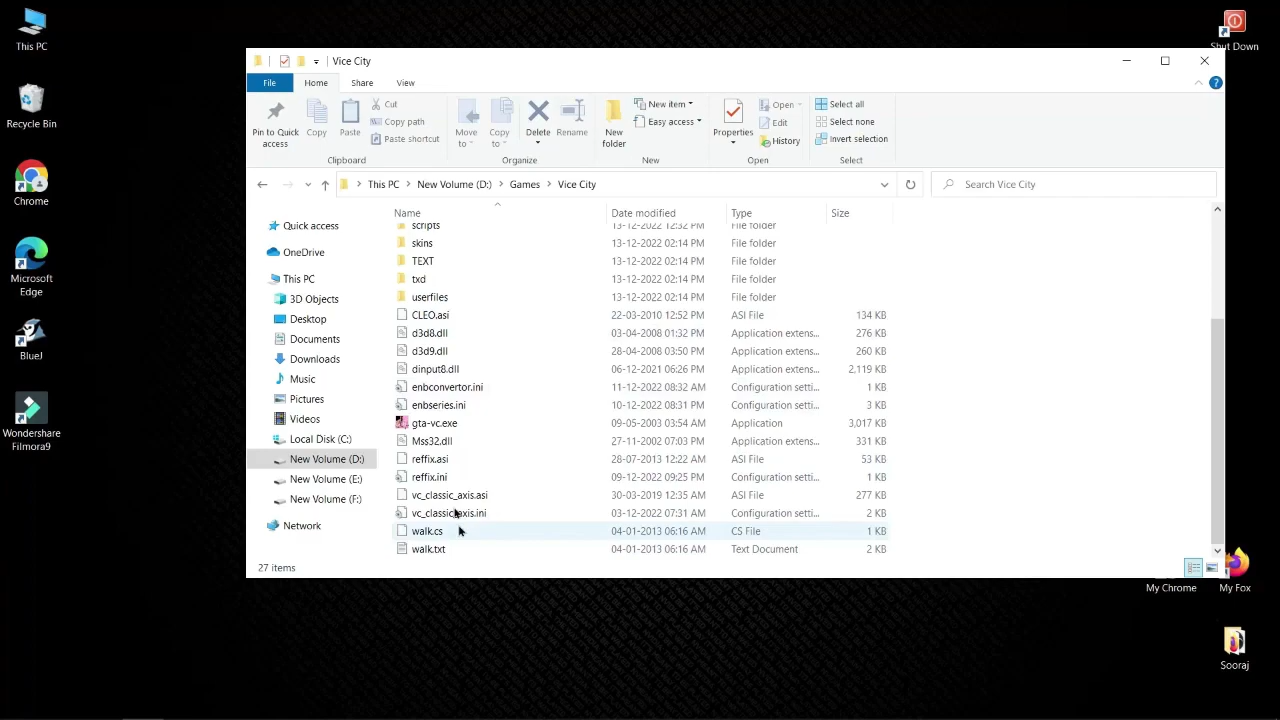 This PC
Recycle Bin
Chrome
Microsoft
Edge
BlueJ
Wondershare
Filmora9
Shut Down
My Chrome
My Fox
Sooraj
Vice City
File Home Share View
Pin to Quick
access
Copy
Paste
Cut
Copy path
Paste shortcut
Clipboard
Move
to
Copy
to
Delete
Rename
Organize
New
folder
New item
Easy access
New
Properties
Open
Edit
History
Open
Select all
Select none
Invert selection
Select
This PC New Volume (D:) Games Vice City
Search Vice City
Quick access
OneDrive
This PC
3D Objects
Desktop
Documents
Downloads
Music
Pictures
Videos
Local Disk (C:)
New Volume (D:)
New Volume (E:)
New Volume (F:)
Network
Name Date modified Type Size
scripts 13-12-2022 12:32 PM File folder
skins 13-12-2022 02:14 PM File folder
TEXT 13-12-2022 02:14 PM File folder
txd 13-12-2022 02:14 PM File folder
userfiles 13-12-2022 02:14 PM File folder
CLEO.asi 22-03-2010 12:52 PM ASI File 134 KB
d3d8.dll 03-04-2008 01:32 PM Application extens... 276 KB
d3d9.dll 28-04-2008 03:50 PM Application extens... 260 KB
dinput8.dll 06-12-2021 06:26 PM Application extens... 2,119 KB
enbconvertor.ini 11-12-2022 08:32 AM Configuration setti... 1 KB
enbseries.ini 10-12-2022 08:31 PM Configuration setti... 3 KB
gta-vc.exe 09-05-2003 03:54 AM Application 3,017 KB
Mss32.dll 27-11-2002 07:03 PM Application extens... 331 KB
reffix.asi 28-07-2013 12:22 AM ASI File 53 KB
reffix.ini 09-12-2022 09:25 PM Configuration setti... 1 KB
vc_classic_axis.asi 30-03-2019 12:35 AM ASI File 277 KB
vc_classic_axis.ini 03-12-2022 07:31 AM Configuration setti... 2 KB
walk.cs 04-01-2013 06:16 AM CS File 1 KB
walk.txt 04-01-2013 06:16 AM Text Document 2 KB
27 items